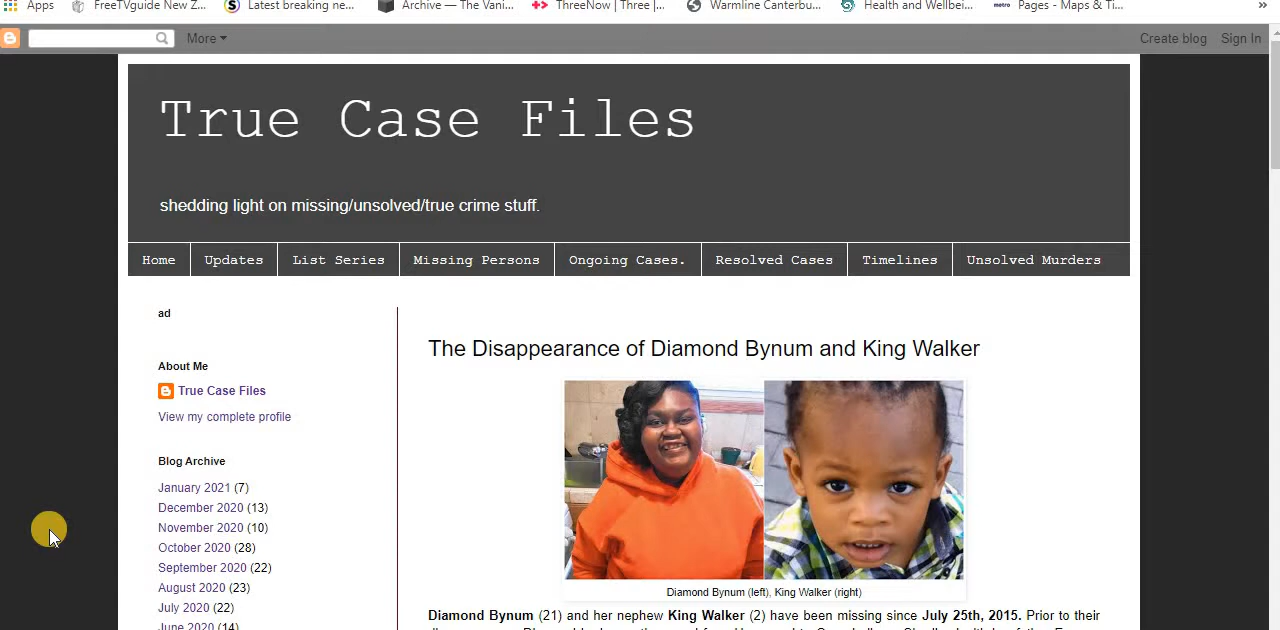 Apps FreeTVguide New Z... Latest breaking ne... Archive — The Vani... ThreeNow | Three |... Warmline Canterbu... Health and Wellbei... metro Pages - Maps & Ti... »
More Create blog Sign In
True Case Files
shedding light on missing/unsolved/true crime stuff.
Home Updates List Series Missing Persons Ongoing Cases. Resolved Cases Timelines Unsolved Murders
ad
About Me
True Case Files
View my complete profile
Blog Archive
January 2021 (7)
December 2020 (13)
November 2020 (10)
October 2020 (28)
September 2020 (22)
August 2020 (23)
July 2020 (22)
June 2020 (14)
The Disappearance of Diamond Bynum and King Walker
Diamond Bynum (left), King Walker (right)
Diamond Bynum (21) and her nephew King Walker (2) have been missing since July 25th, 2015. Prior to their